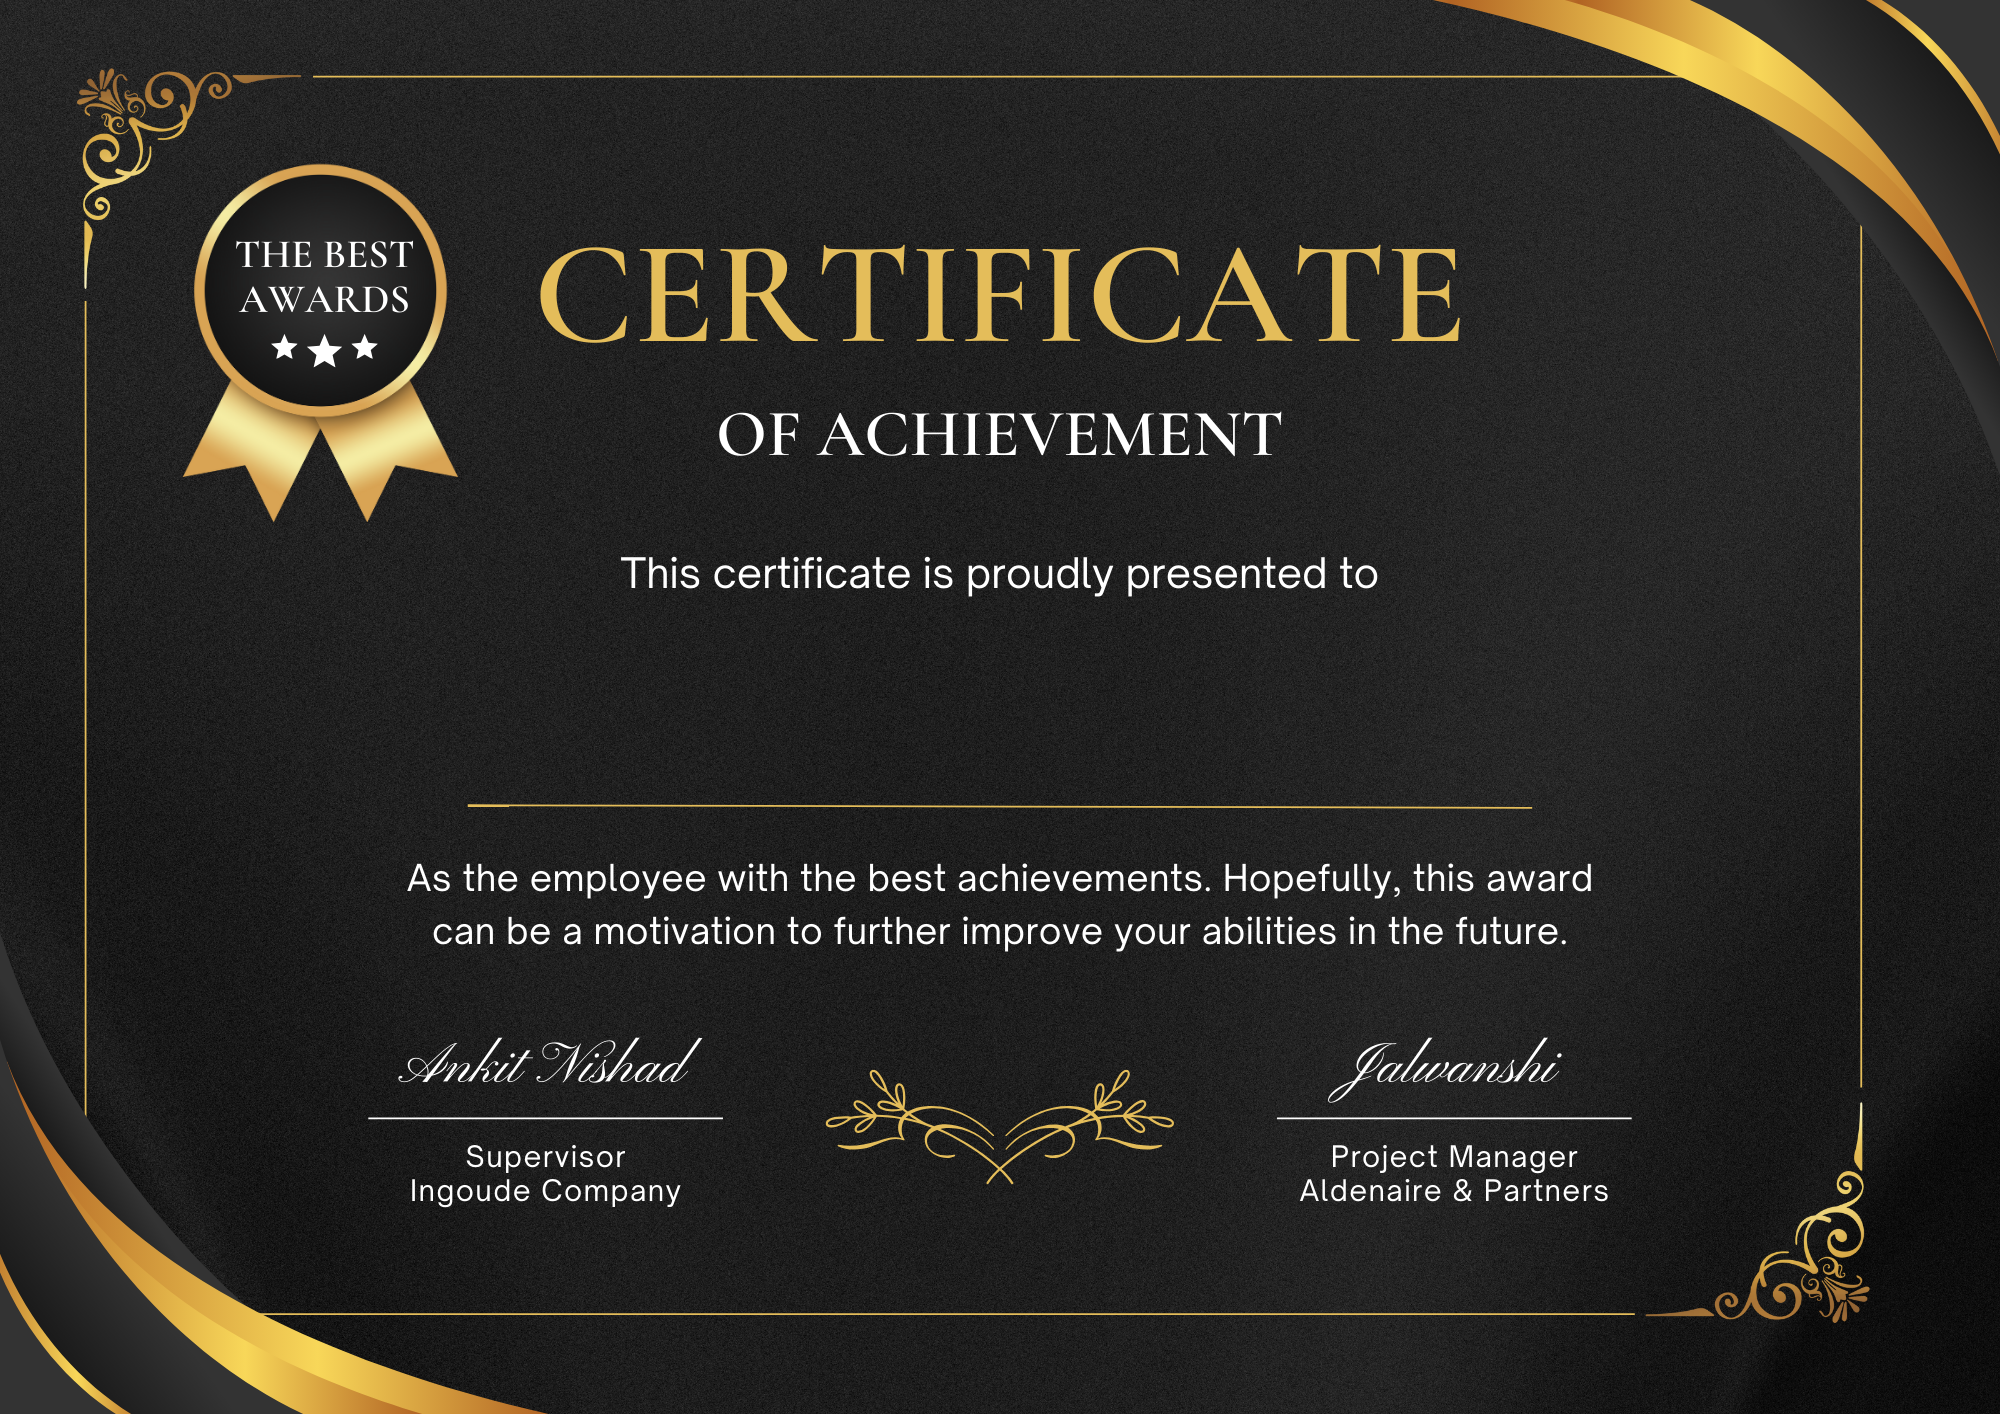 THE BEST
AWARDS
CERTIFICATE
OF ACHIEVEMENT
This certificate is proudly presented to
As the employee with the best achievements. Hopefully, this award
can be a motivation to further improve your abilities in the future.
Ankit Nishad
Supervisor
Ingoude Company
Jalwanshi
Project Manager
Aldenaire & Partners